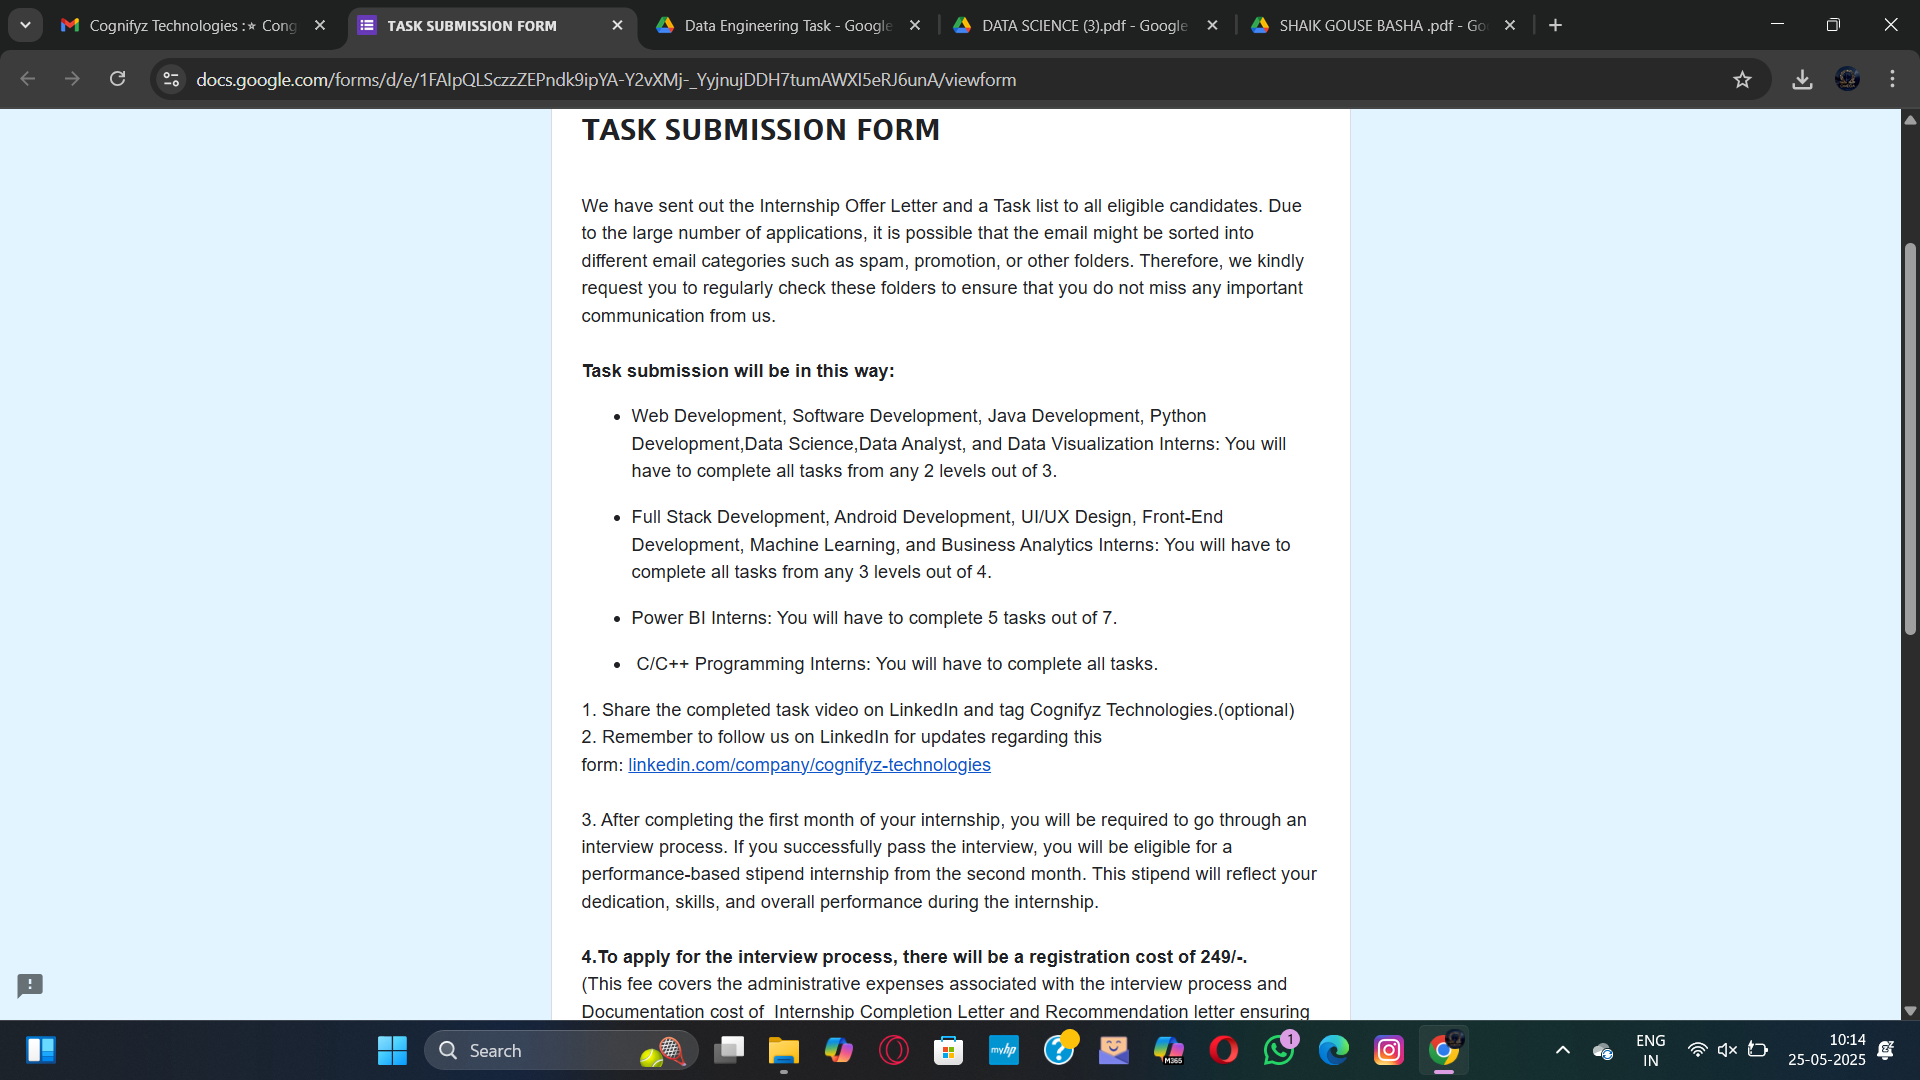 Cognifyz Technologies :⭑ Cong
TASK SUBMISSION FORM
Data Engineering Task - Google
DATA SCIENCE (3).pdf - Google
SHAIK GOUSE BASHA .pdf - Go
docs.google.com/forms/d/e/1FAIpQLSczzZEPndk9ipYA-Y2vXMj-_YyjnujDDH7tumAWXI5eRJ6unA/viewform
TASK SUBMISSION FORM
We have sent out the Internship Offer Letter and a Task list to all eligible candidates. Due
to the large number of applications, it is possible that the email might be sorted into
different email categories such as spam, promotion, or other folders. Therefore, we kindly
request you to regularly check these folders to ensure that you do not miss any important
communication from us.
Task submission will be in this way:
• Web Development, Software Development, Java Development, Python
Development,Data Science,Data Analyst, and Data Visualization Interns: You will
have to complete all tasks from any 2 levels out of 3.
• Full Stack Development, Android Development, UI/UX Design, Front-End
Development, Machine Learning, and Business Analytics Interns: You will have to
complete all tasks from any 3 levels out of 4.
• Power BI Interns: You will have to complete 5 tasks out of 7.
• C/C++ Programming Interns: You will have to complete all tasks.
1. Share the completed task video on LinkedIn and tag Cognifyz Technologies.(optional)
2. Remember to follow us on LinkedIn for updates regarding this
form: linkedin.com/company/cognifyz-technologies
3. After completing the first month of your internship, you will be required to go through an
interview process. If you successfully pass the interview, you will be eligible for a
performance-based stipend internship from the second month. This stipend will reflect your
dedication, skills, and overall performance during the internship.
4.To apply for the interview process, there will be a registration cost of 249/-.
(This fee covers the administrative expenses associated with the interview process and
Documentation cost of  Internship Completion Letter and Recommendation letter ensuring
Search
myhp
M365
1
ENG
IN
10:14
25-05-2025